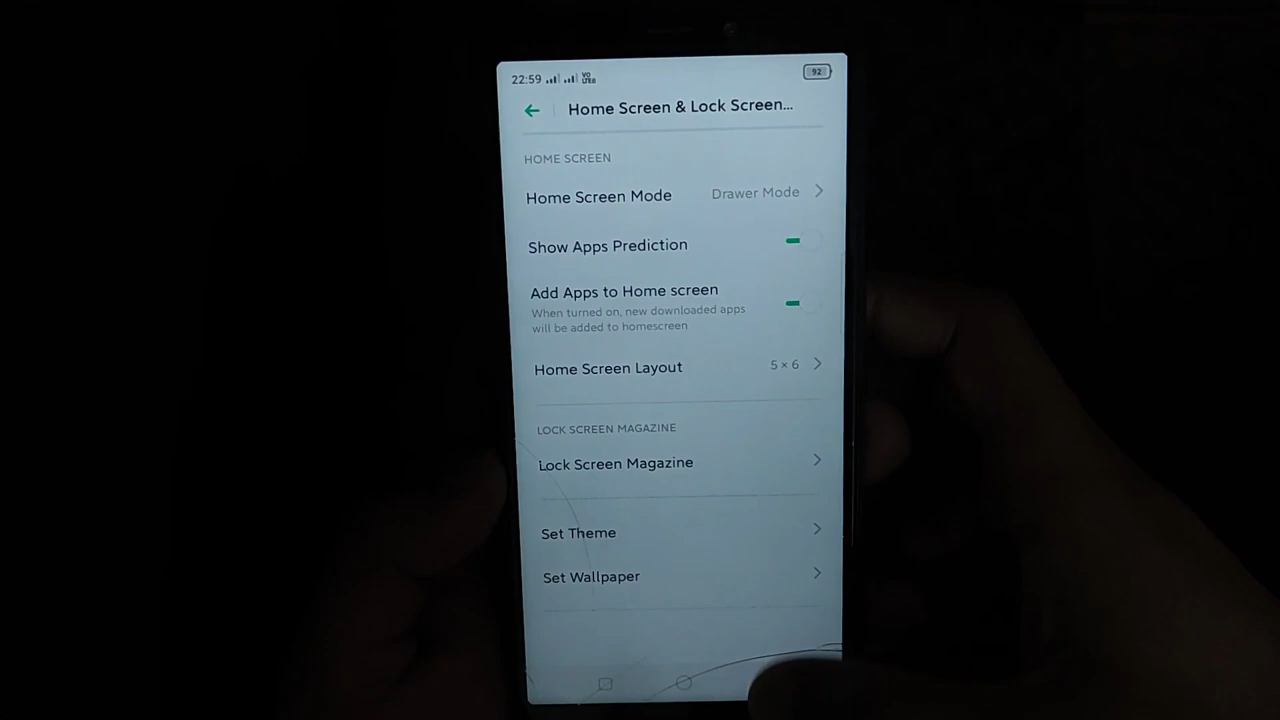 22:59 VO LTE
92
Home Screen & Lock Screen...
HOME SCREEN
Home Screen Mode Drawer Mode
Show Apps Prediction
Add Apps to Home screen
When turned on, new downloaded apps
will be added to homescreen
Home Screen Layout 5 × 6
LOCK SCREEN MAGAZINE
Lock Screen Magazine
Set Theme
Set Wallpaper